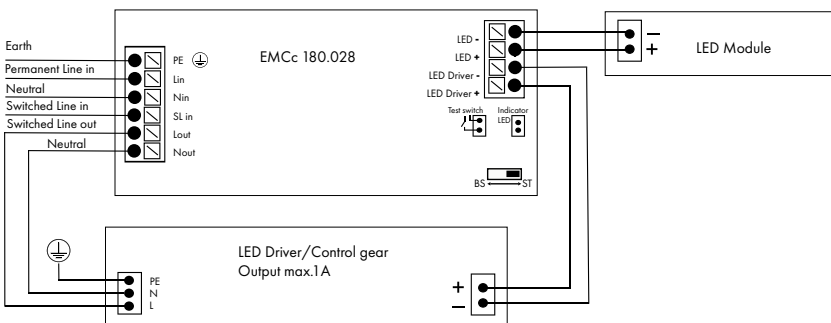 Earth
Permanent Line in
Neutral
Switched Line in
Switched Line out
Neutral
PE
Lin
Nin
SL in
Lout
Nout
EMCc 180.028
LED -
LED +
LED Driver -
LED Driver +
Test switch
Indicator
LED
BS
ST
-
+
LED Module
LED Driver/Control gear
Output max.1A
PE
N
L
+
-